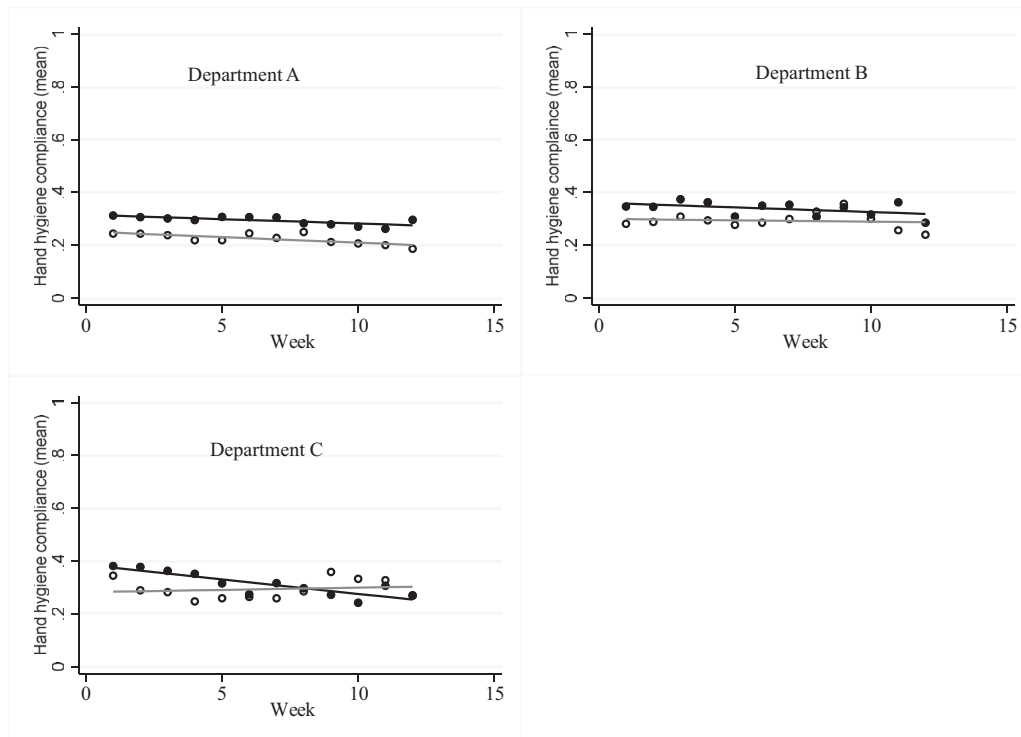 Department A
Hand hygiene compliance (mean)
1
.8
.6
.4
.2
0
0 5 10 15
Week
Department B
Hand hygiene complaince (mean)
1
.8
.6
.4
.2
0
0 5 10 15
Week
Department C
Hand hygiene compliance (mean)
1
.8
.6
.4
.2
0
0 5 10 15
Week